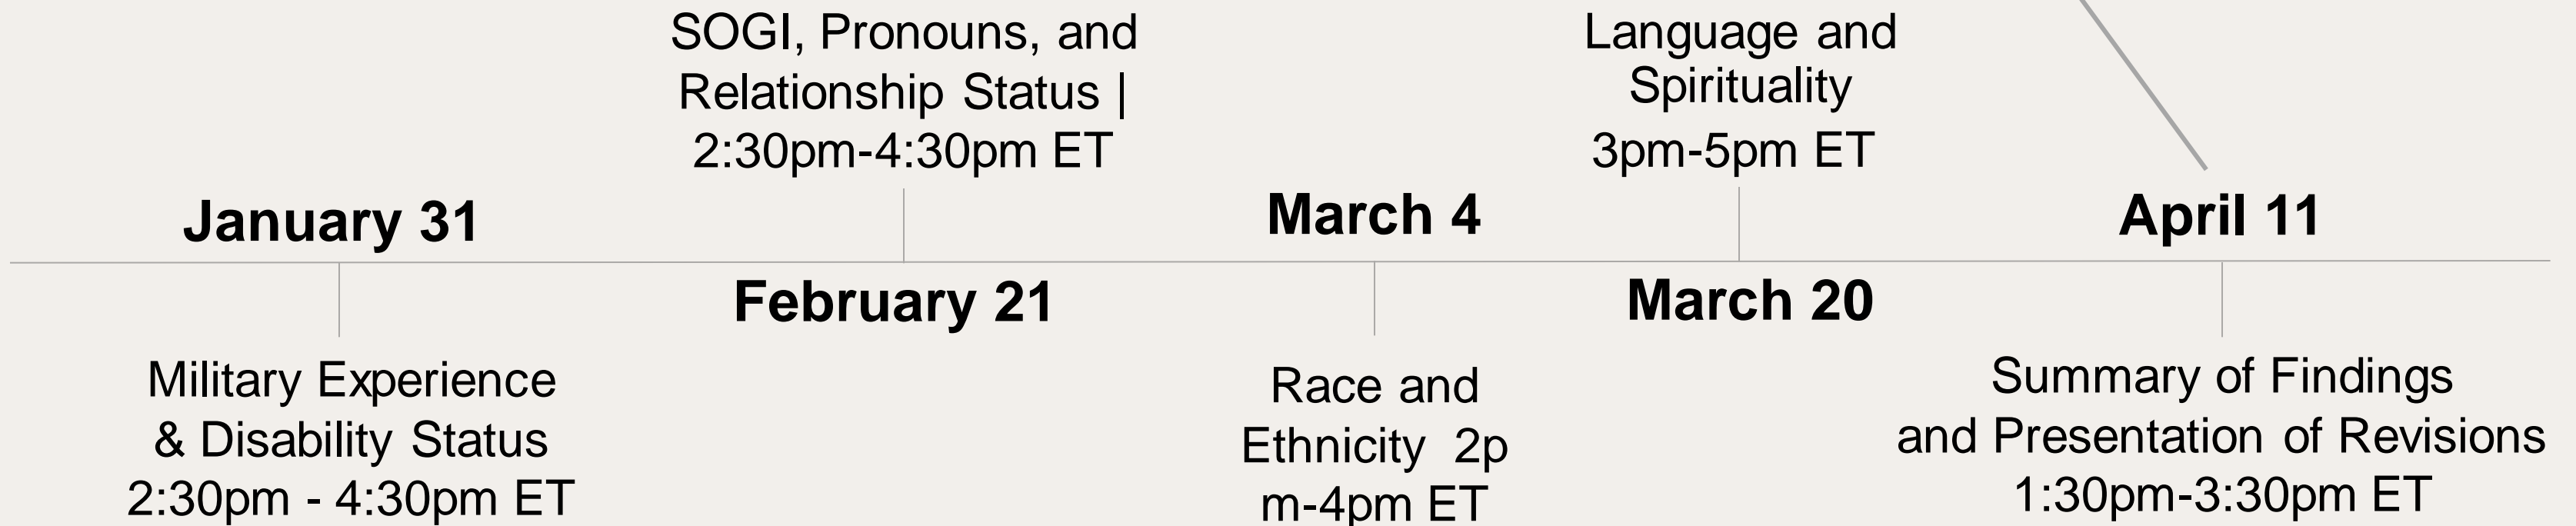 January 31
Military Experience
& Disability Status
2:30pm - 4:30pm ET
SOGI, Pronouns, and
Relationship Status |
2:30pm-4:30pm ET
February 21
March 4
Race and
Ethnicity 2p
m-4pm ET
Language and
Spirituality
3pm-5pm ET
March 20
April 11
Summary of Findings
and Presentation of Revisions
1:30pm-3:30pm ET